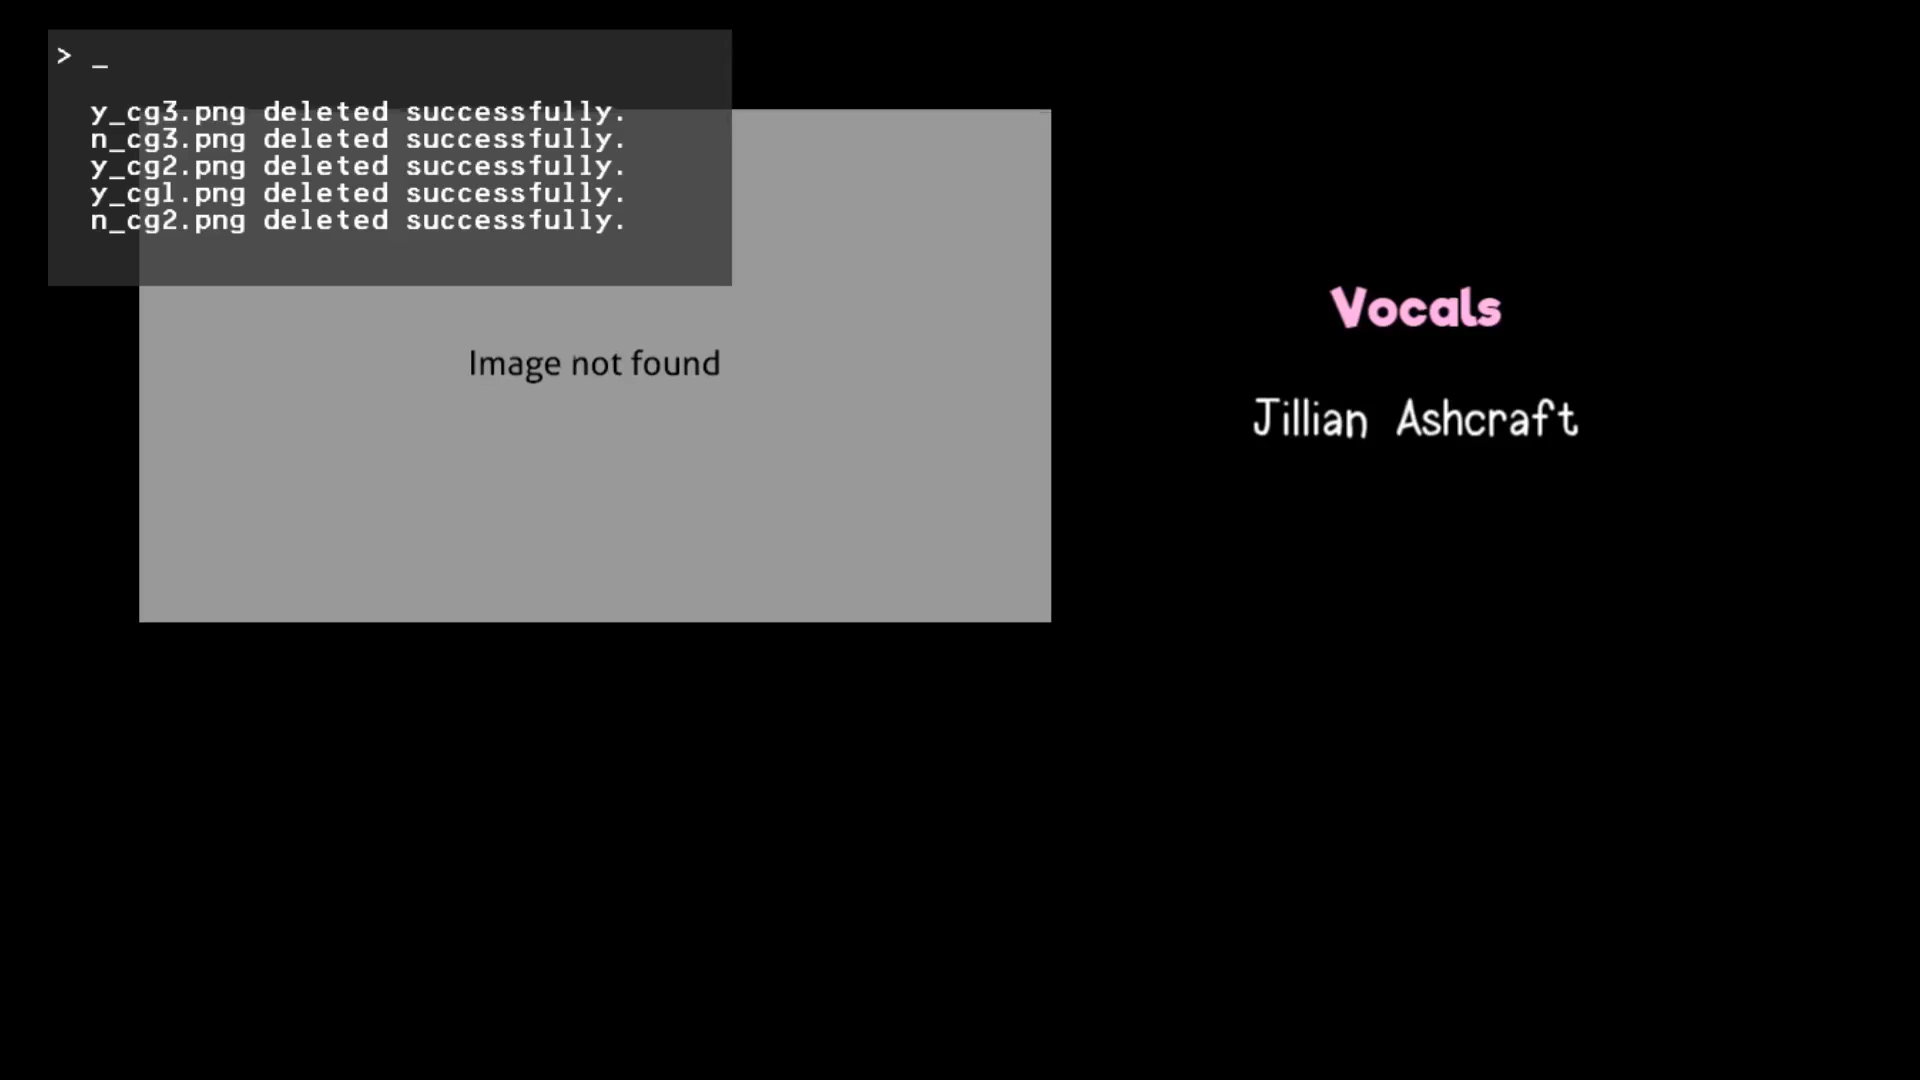 > _
y_cg3.png deleted successfully.
n_cg3.png deleted successfully.
y_cg2.png deleted successfully.
y_cg1.png deleted successfully.
n_cg2.png deleted successfully.
Image not found
Vocals
Jillian Ashcraft